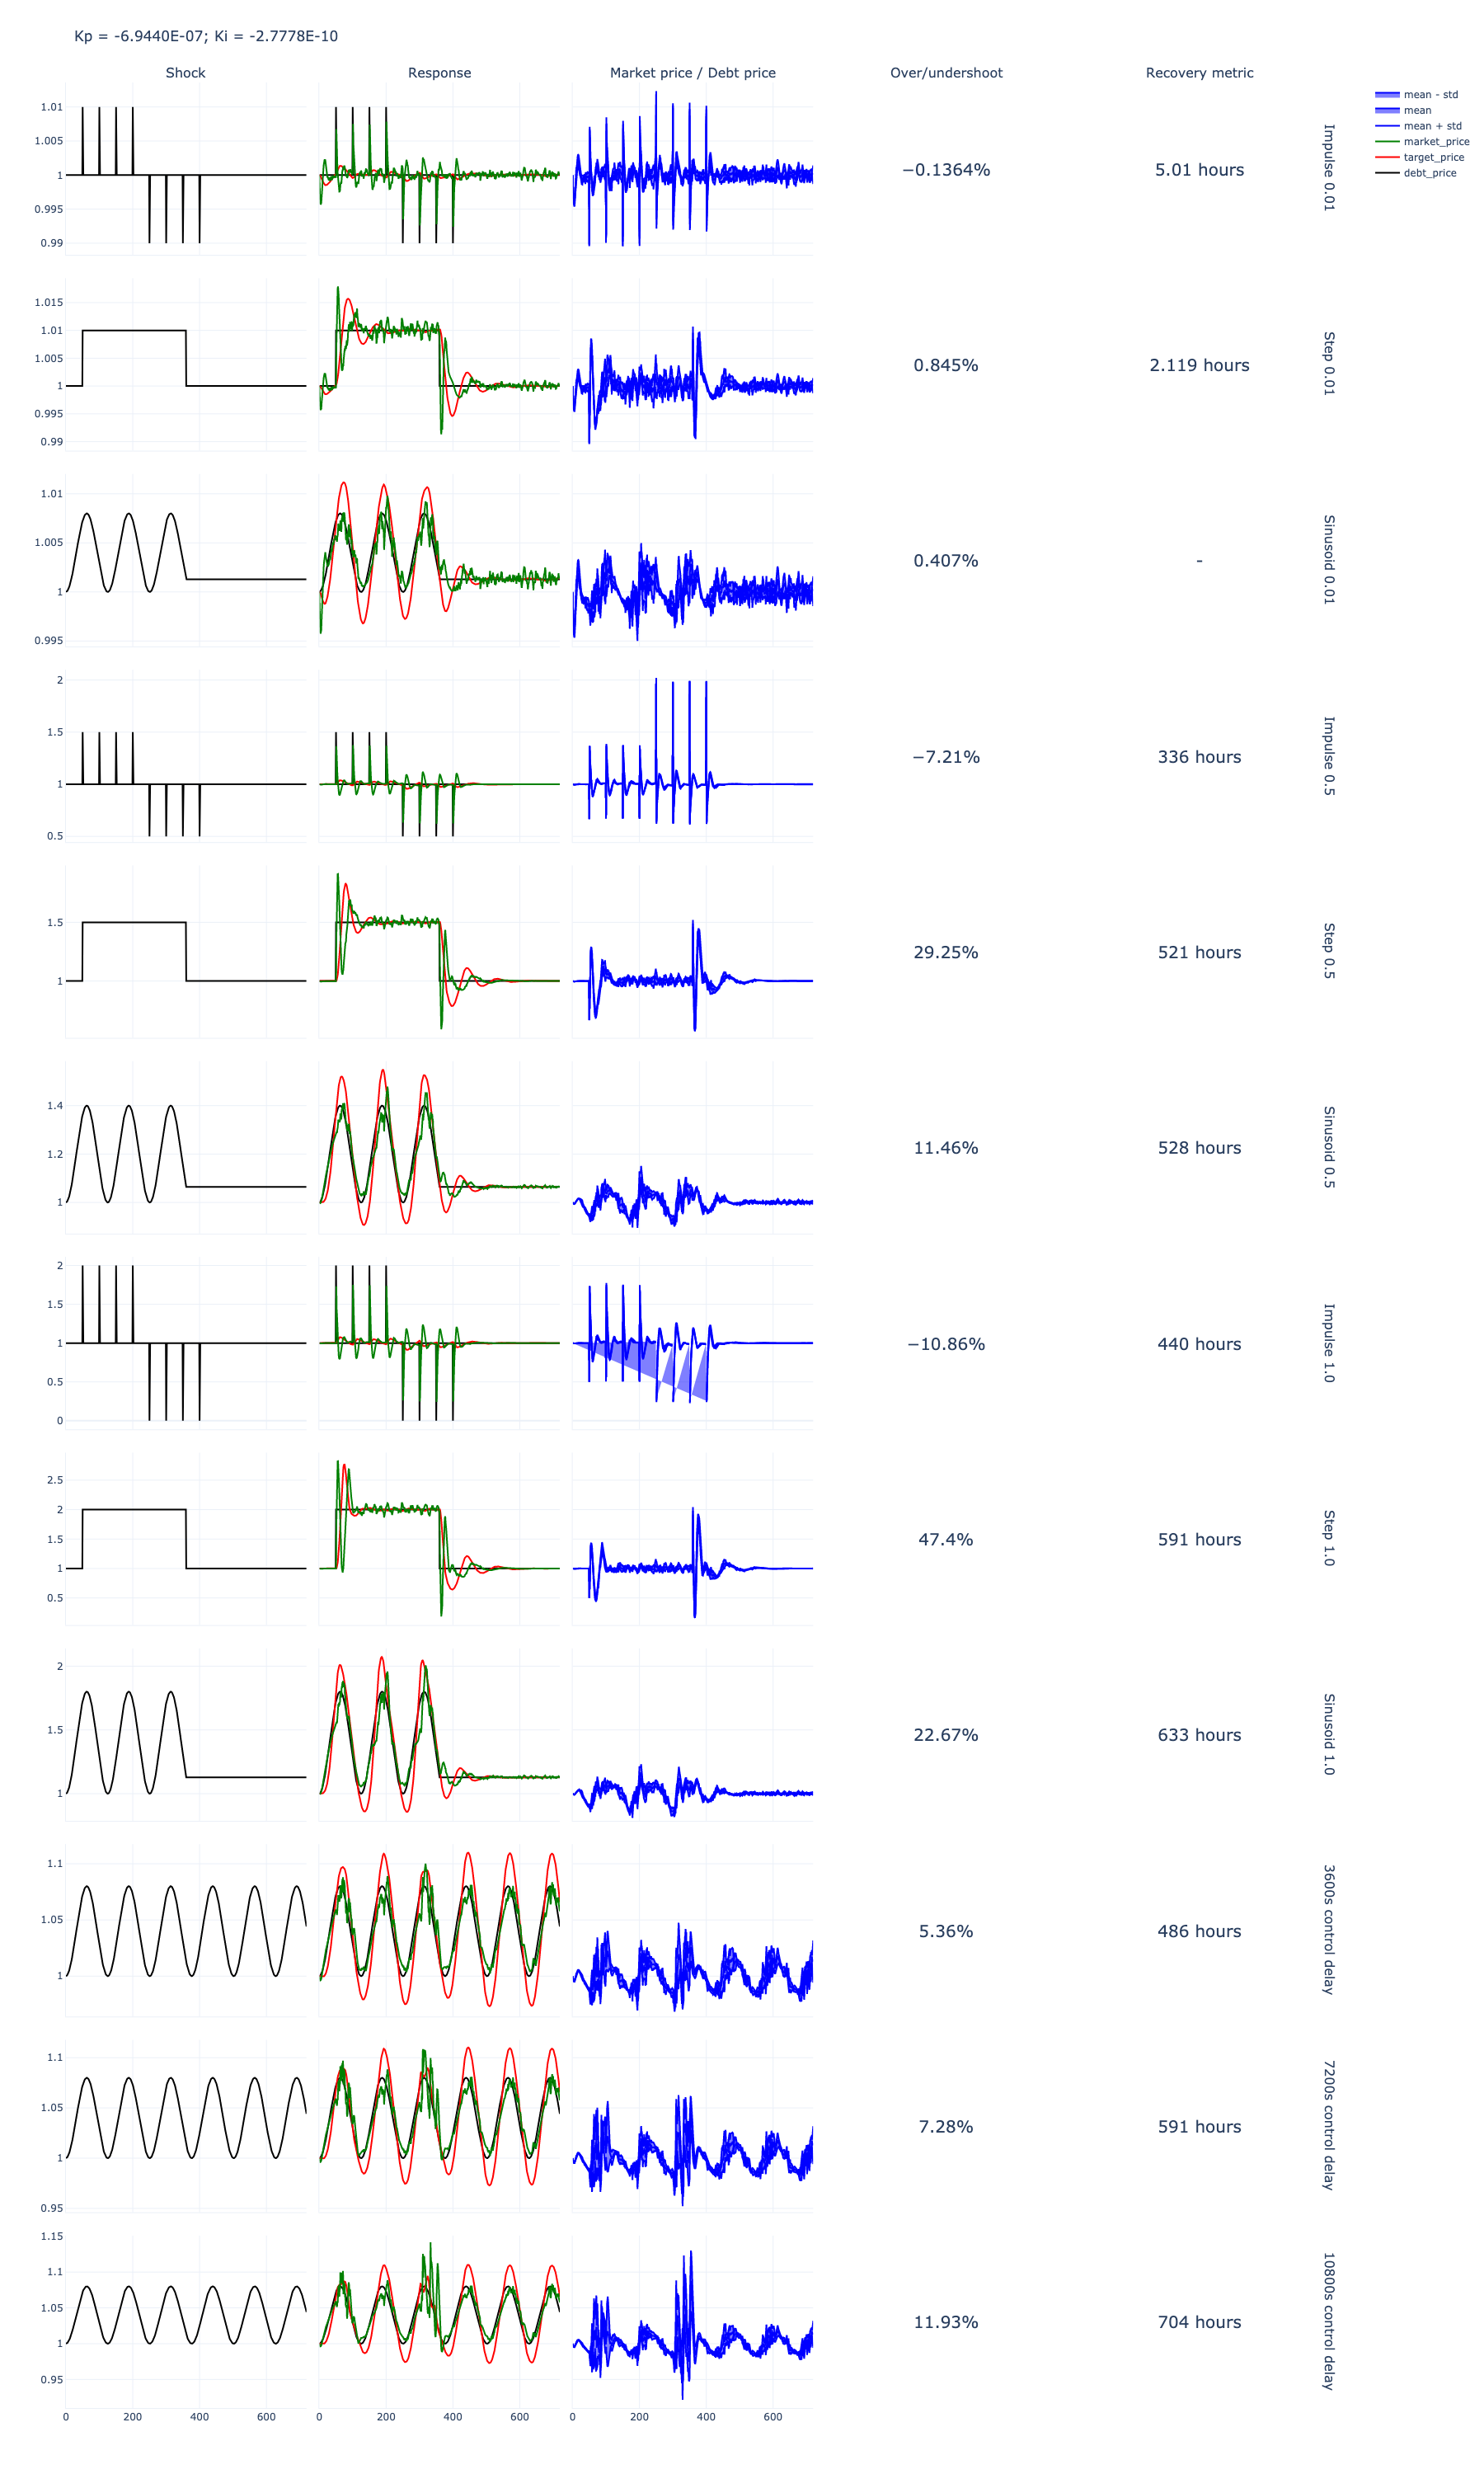 Kp = -6.9440E-07; Ki = -2.7778E-10
Shock Response Market price / Debt price Over/undershoot Recovery metric
mean - std
mean
mean + std
market_price
target_price
debt_price
1.01
1.005
1
0.995
0.99
−0.1364%
5.01 hours
Impulse 0.01
1.015
1.01
1.005
1
0.995
0.99
0.845%
2.119 hours
Step 0.01
1.01
1.005
1
0.995
0.407%
-
Sinusoid 0.01
2
1.5
1
0.5
−7.21%
336 hours
Impulse 0.5
1.5
1
29.25%
521 hours
Step 0.5
1.4
1.2
1
11.46%
528 hours
Sinusoid 0.5
2
1.5
1
0.5
0
−10.86%
440 hours
Impulse 1.0
2.5
2
1.5
1
0.5
47.4%
591 hours
Step 1.0
2
1.5
1
22.67%
633 hours
Sinusoid 1.0
1.1
1.05
1
5.36%
486 hours
3600s control delay
1.1
1.05
1
0.95
7.28%
591 hours
7200s control delay
1.15
1.1
1.05
1
0.95
11.93%
704 hours
10800s control delay
0 200 400 600 0 200 400 600 0 200 400 600